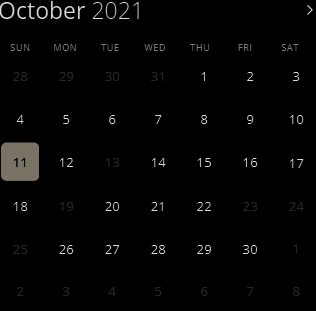 October 2021 >
SUN MON TUE WED THU FRI SAT
28 29 30 31 1 2 3
4 5 6 7 8 9 10
11 12 13 14 15 16 17
18 19 20 21 22 23 24
25 26 27 28 29 30 1
2 3 4 5 6 7 8